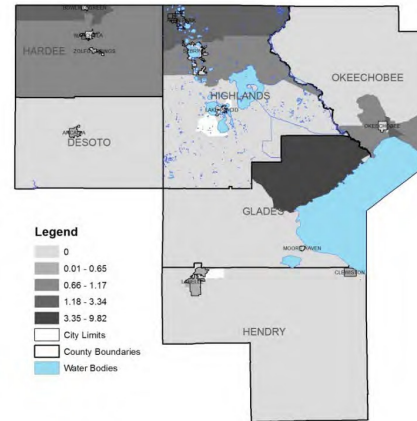 HARDEE
OKEECHOBEE
HIGHLANDS
OKEECHOBEE
DESOTO
ARCADIA
GLADES
MOORE HAVEN
CLEWISTON
HENDRY
Legend
0
0.01 - 0.65
0.66 - 1.17
1.18 - 3.34
3.35 - 9.82
City Limits
County Boundaries
Water Bodies